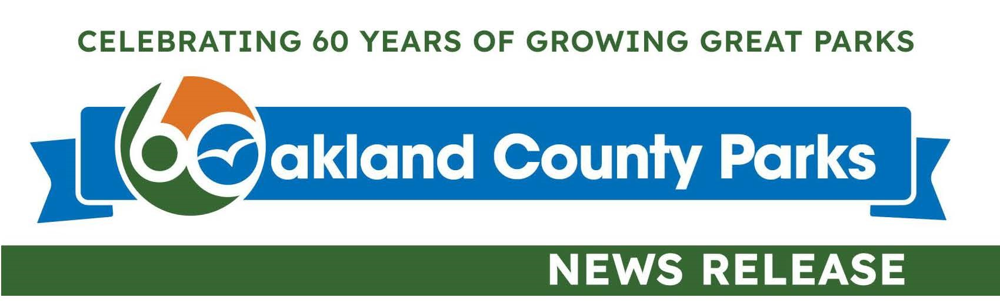 CELEBRATING 60 YEARS OF GROWING GREAT PARKS
60akland County Parks
NEWS RELEASE